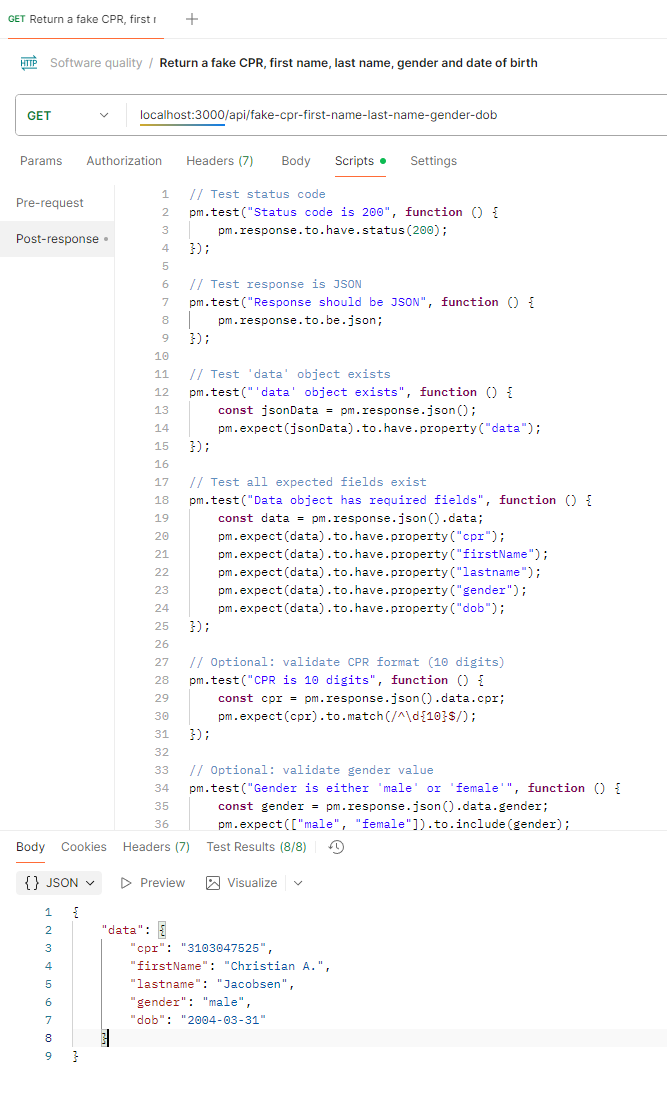 GET Return a fake CPR, first r +
HTTP Software quality / Return a fake CPR, first name, last name, gender and date of birth
GET localhost:3000/api/fake-cpr-first-name-last-name-gender-dob
Params Authorization Headers (7) Body Scripts Settings
Pre-request
Post-response
1 // Test status code
2 pm.test("Status code is 200", function () {
3 pm.response.to.have.status(200);
4 });
5
6 // Test response is JSON
7 pm.test("Response should be JSON", function () {
8 pm.response.to.be.json;
9 });
10
11 // Test 'data' object exists
12 pm.test("'data' object exists", function () {
13 const jsonData = pm.response.json();
14 pm.expect(jsonData).to.have.property("data");
15 });
16
17 // Test all expected fields exist
18 pm.test("Data object has required fields", function () {
19 const data = pm.response.json().data;
20 pm.expect(data).to.have.property("cpr");
21 pm.expect(data).to.have.property("firstName");
22 pm.expect(data).to.have.property("lastname");
23 pm.expect(data).to.have.property("gender");
24 pm.expect(data).to.have.property("dob");
25 });
26
27 // Optional: validate CPR format (10 digits)
28 pm.test("CPR is 10 digits", function () {
29 const cpr = pm.response.json().data.cpr;
30 pm.expect(cpr).to.match(/^\d{10}$/);
31 });
32
33 // Optional: validate gender value
34 pm.test("Gender is either 'male' or 'female'", function () {
35 const gender = pm.response.json().data.gender;
36 pm.expect(["male", "female"]).to.include(gender);
Body Cookies Headers (7) Test Results (8/8)
{} JSON Preview Visualize
1 {
2 "data": {
3 "cpr": "3103047525",
4 "firstName": "Christian A.",
5 "lastname": "Jacobsen",
6 "gender": "male",
7 "dob": "2004-03-31"
8 }
9 }